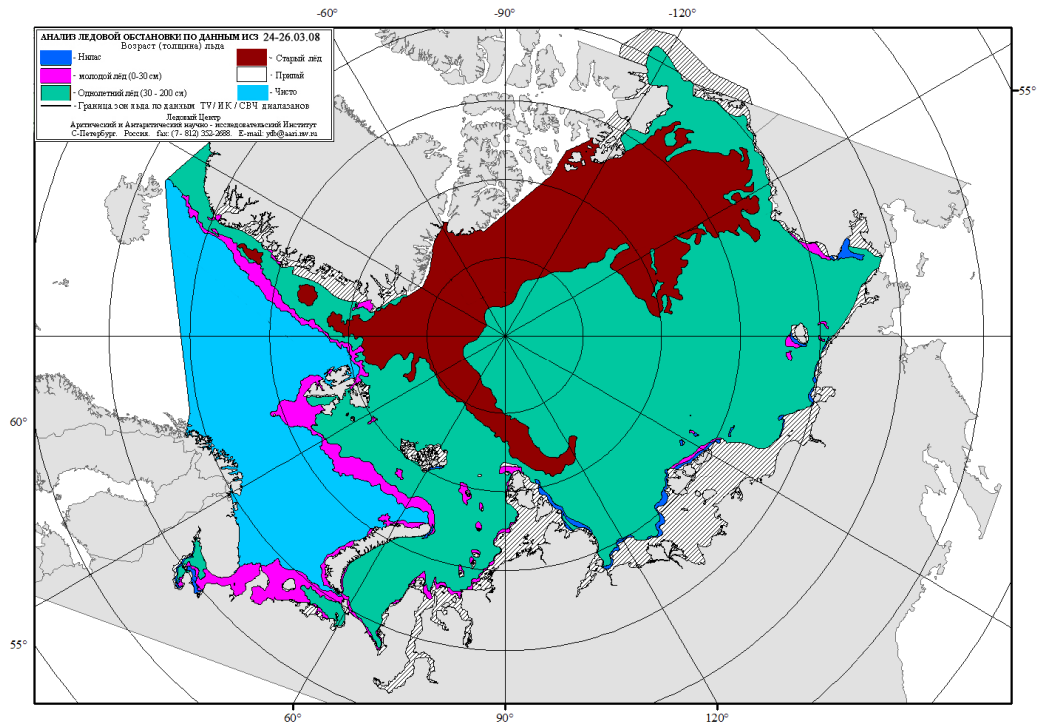 -60°
-90°
-120°
АНАЛИЗ ЛЕДОВОЙ ОБСТАНОВКИ ПО ДАННЫМ ИСЗ 24-26.03.08
Возраст (толщина) льда
- Нилас
- Старый лёд
- молодой лёд (0-30 см)
- Припай
- Однолетний лёд (30 - 200 см)
- Чисто
- Граница зон льда по данным TV / ИК / СВЧ диапазонов
Ледовый Центр
Арктический и Антарктический научно - исследовательский Институт
С-Петербург. Россия. fax: (7 - 812) 352-2688. E-mail: ydb@aari.nw.ru
55°
60°
55°
60°
90°
120°